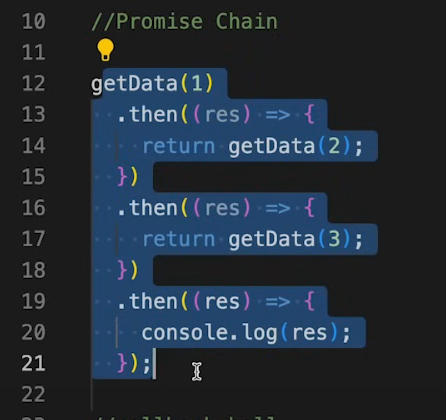 10 //Promise Chain
11
12 getData(1)
13 .then((res) => {
14 return getData(2);
15 })
16 .then((res) => {
17 return getData(3);
18 })
19 .then((res) => {
20 console.log(res);
21 });
22